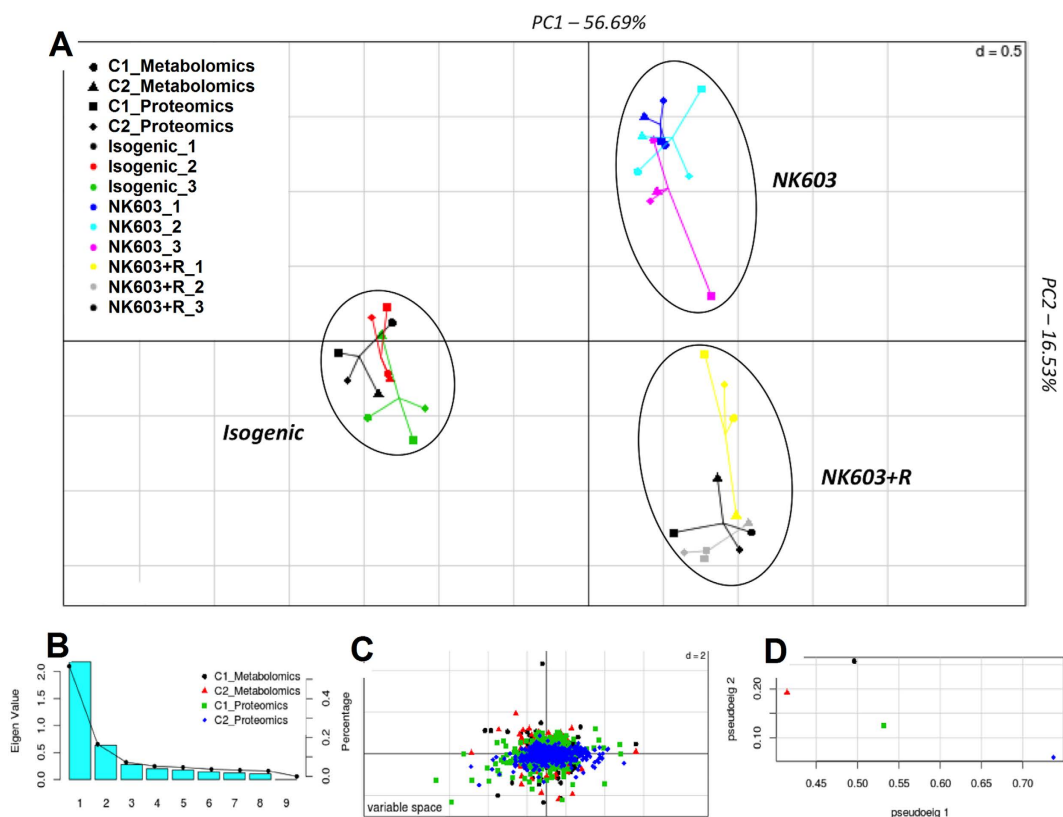 PC1 – 56.69%
A
d = 0.5
C1_Metabolomics
C2_Metabolomics
C1_Proteomics
C2_Proteomics
Isogenic_1
Isogenic_2
Isogenic_3
NK603_1
NK603_2
NK603_3
NK603+R_1
NK603+R_2
NK603+R_3
NK603
PC2 – 16.53%
Isogenic
NK603+R
B
Eigen Value
0.0 0.5 1.0 1.5 2.0
C1_Metabolomics
C2_Metabolomics
C1_Proteomics
C2_Proteomics
0.0 0.2 0.4
Percentage
1 2 3 4 5 6 7 8 9
C
d = 2
variable space
D
pseudoeig 2
0.10 0.20
0.45 0.50 0.55 0.60 0.65 0.70
pseudoeig 1